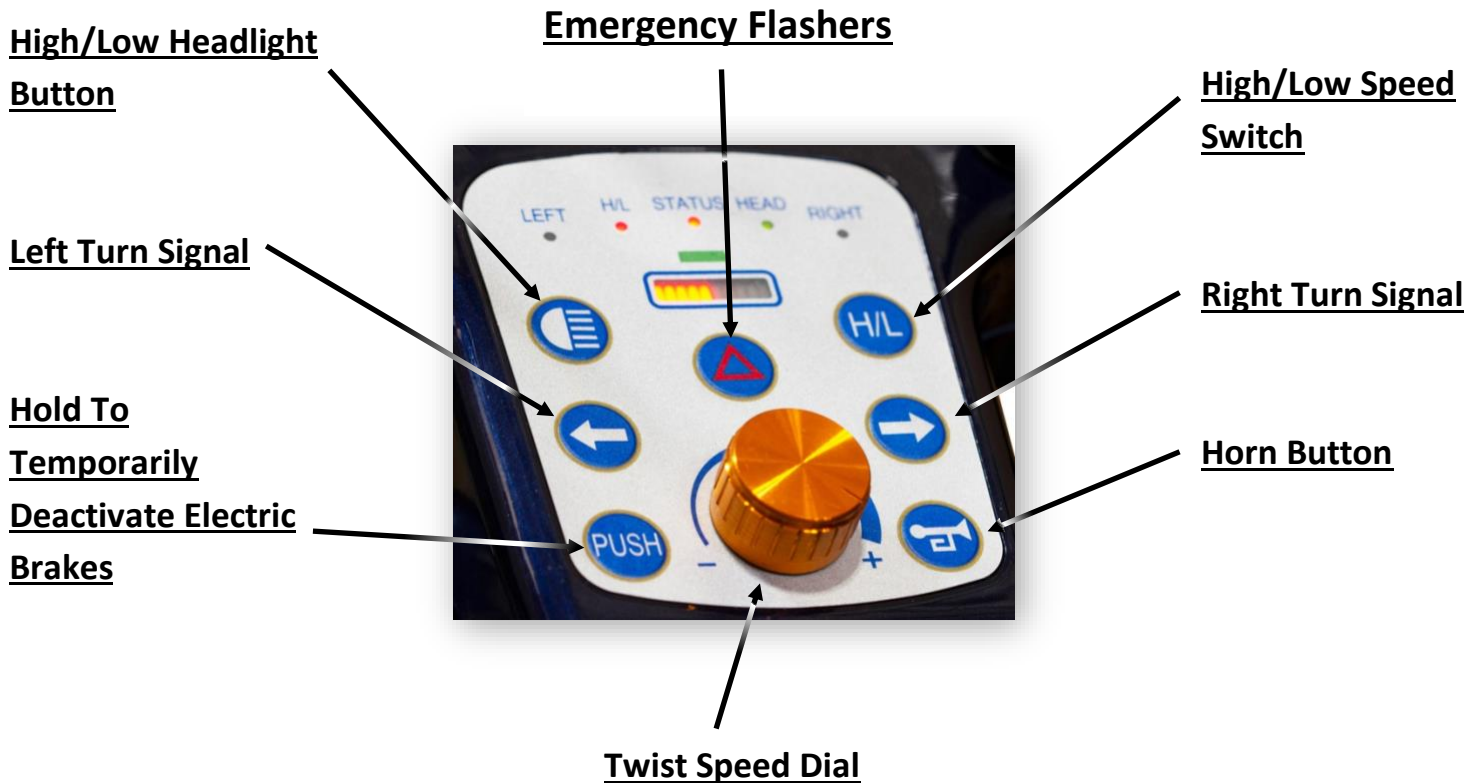 Emergency Flashers
High/Low Headlight
Button
High/Low Speed
Switch
LEFT H/L STATUS HEAD RIGHT
Left Turn Signal
H/L
Right Turn Signal
Hold To
Temporarily
Deactivate Electric
Brakes
Horn Button
PUSH
- +
Twist Speed Dial